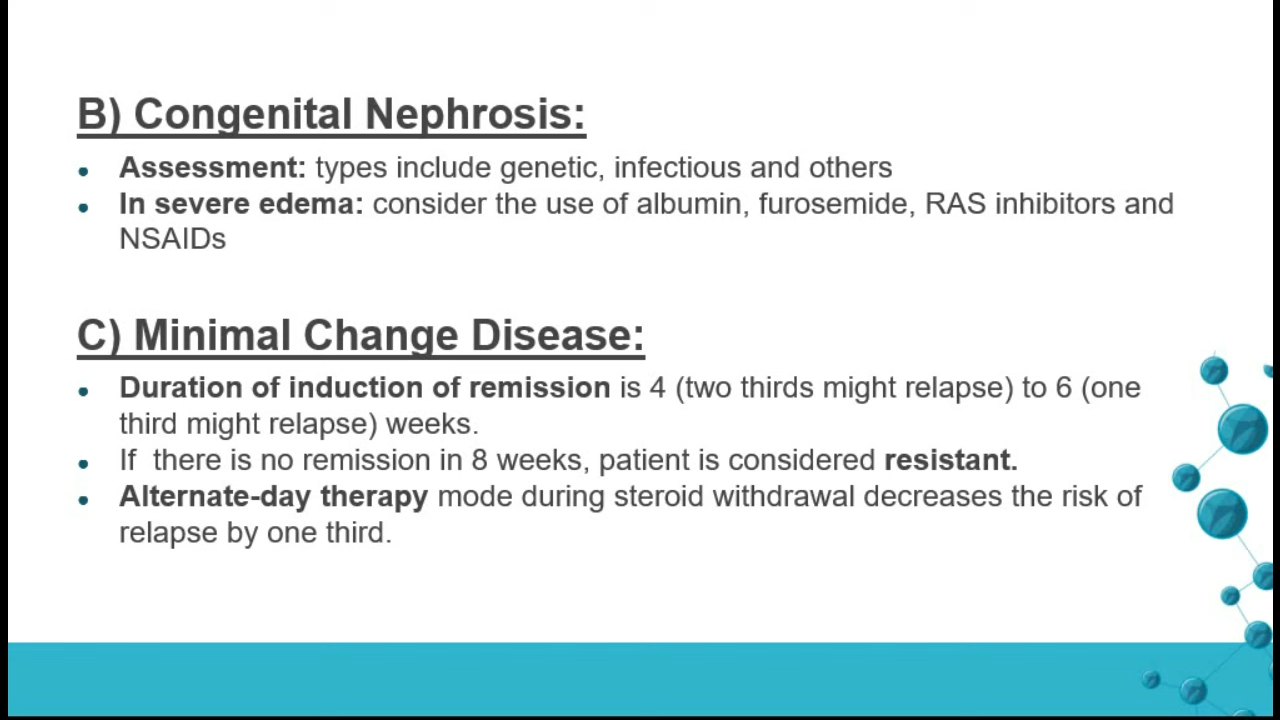 B) Congenital Nephrosis:
• Assessment: types include genetic, infectious and others
• In severe edema: consider the use of albumin, furosemide, RAS inhibitors and
NSAIDs
C) Minimal Change Disease:
• Duration of induction of remission is 4 (two thirds might relapse) to 6 (one
third might relapse) weeks.
• If  there is no remission in 8 weeks, patient is considered resistant.
• Alternate-day therapy mode during steroid withdrawal decreases the risk of
relapse by one third.